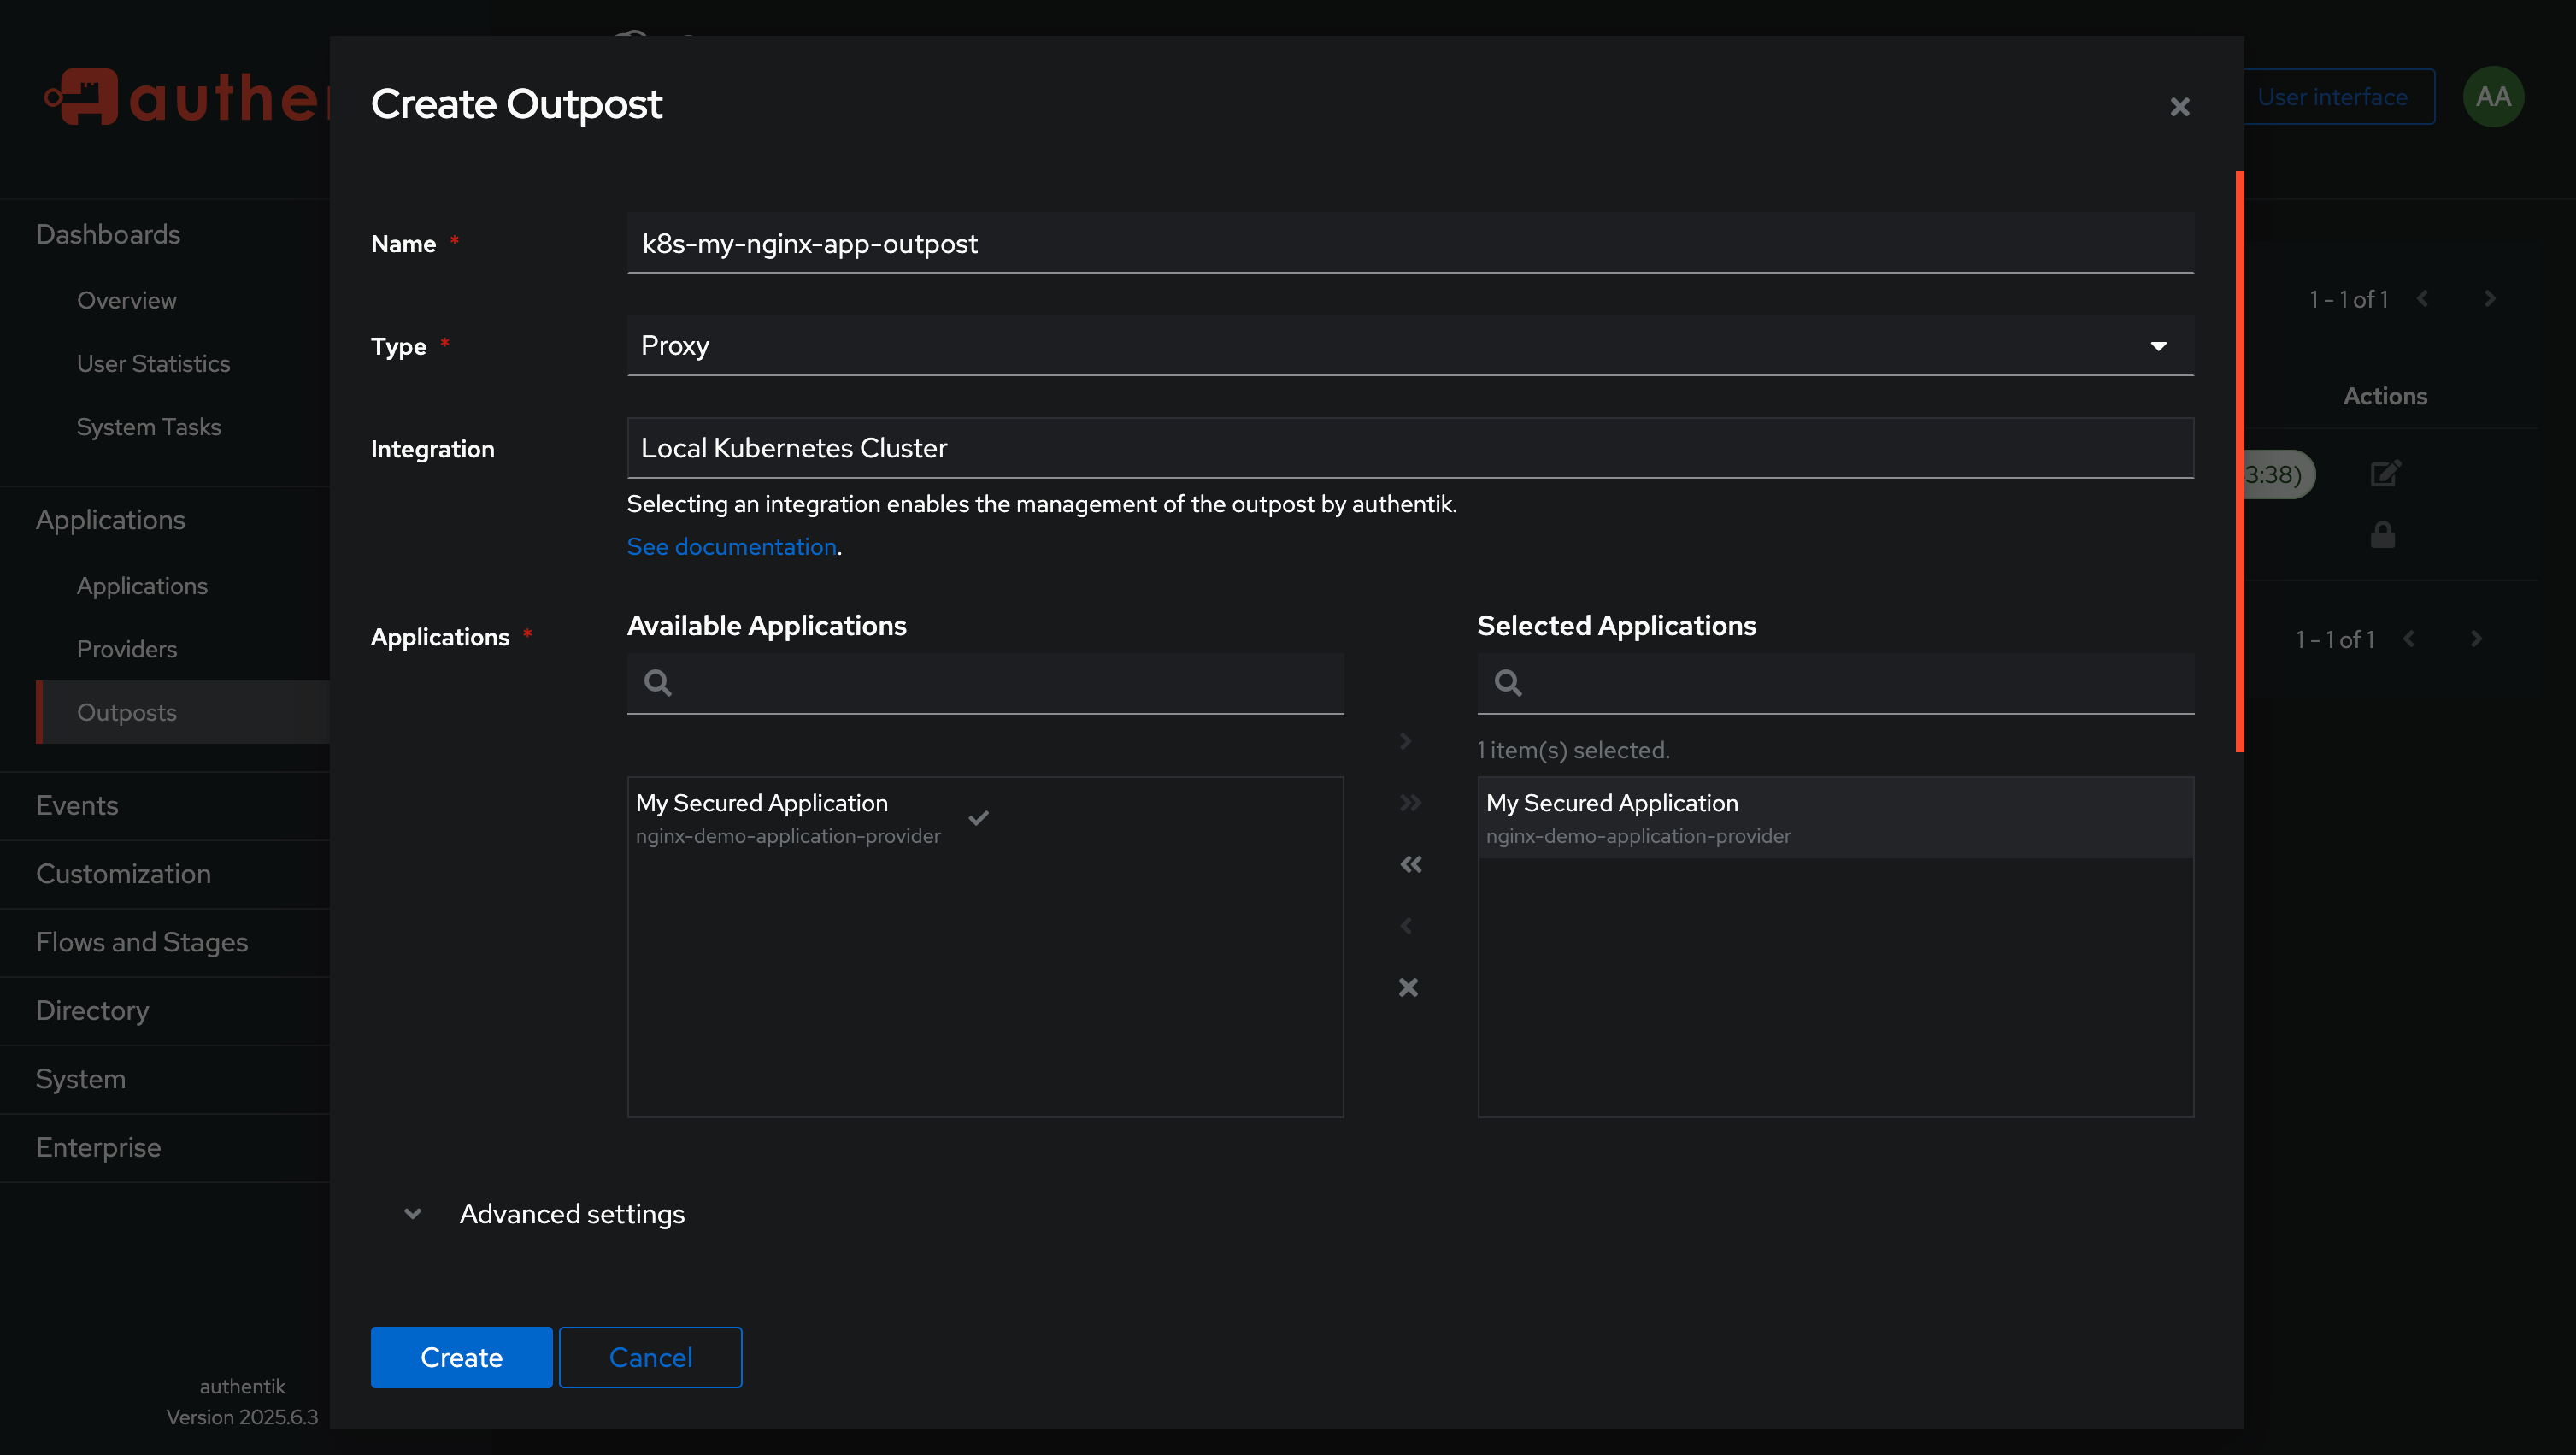 authe
Create Outpost
User interface
AA
Dashboards
Overview
User Statistics
System Tasks
Applications
Applications
Providers
Outposts
Events
Customization
Flows and Stages
Directory
System
Enterprise
authentik
Version 2025.6.3
Name *
k8s-my-nginx-app-outpost
Type *
Proxy
Integration
Local Kubernetes Cluster
Selecting an integration enables the management of the outpost by authentik.
See documentation.
Applications *
Available Applications
My Secured Application
nginx-demo-application-provider
Selected Applications
1 item(s) selected.
My Secured Application
nginx-demo-application-provider
Advanced settings
Create
Cancel
1 - 1 of 1
Actions
3:38)
1 - 1 of 1